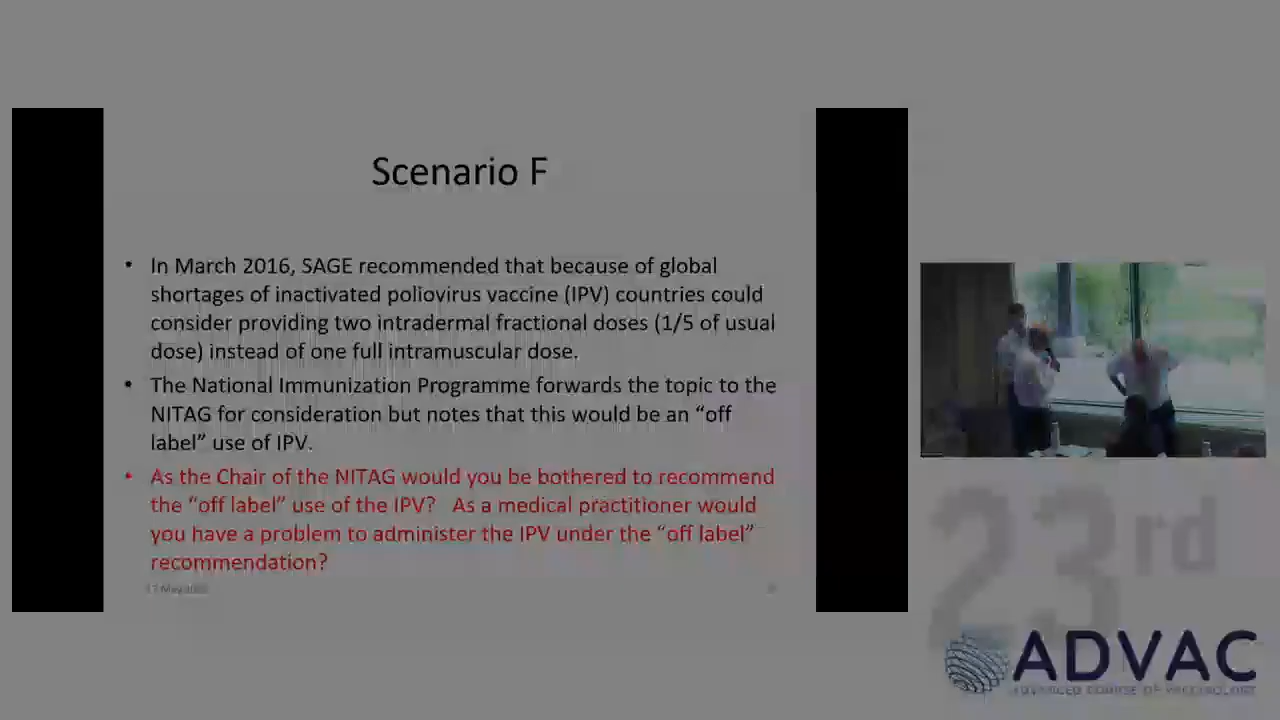 Scenario F
• In March 2016, SAGE recommended that because of global
shortages of inactivated poliovirus vaccine (IPV) countries could
consider providing two intradermal fractional doses (1/5 of usual
dose) instead of one full intramuscular dose.
• The National Immunization Programme forwards the topic to the
NITAG for consideration but notes that this would be an “off
label” use of IPV.
• As the Chair of the NITAG would you be bothered to recommend
the “off label” use of the IPV? As a medical practitioner would
you have a problem to administer the IPV under the “off label”
recommendation?
23rd
ADVAC
ADVANCED COURSE OF VACCINOLOGY